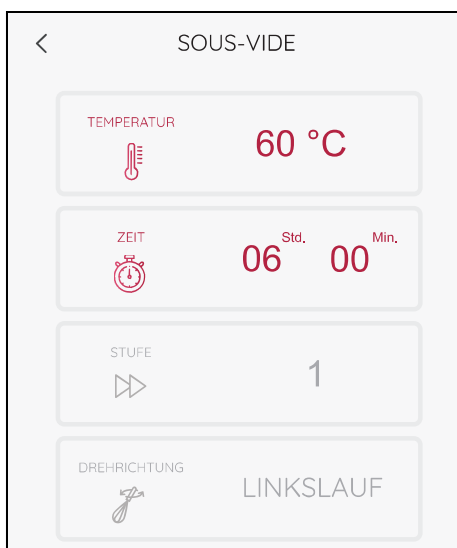 SOUS-VIDE
TEMPERATUR
60 °C
ZEIT
06 Std. 00 Min.
STUFE
1
DREHRICHTUNG
LINKSLAUF